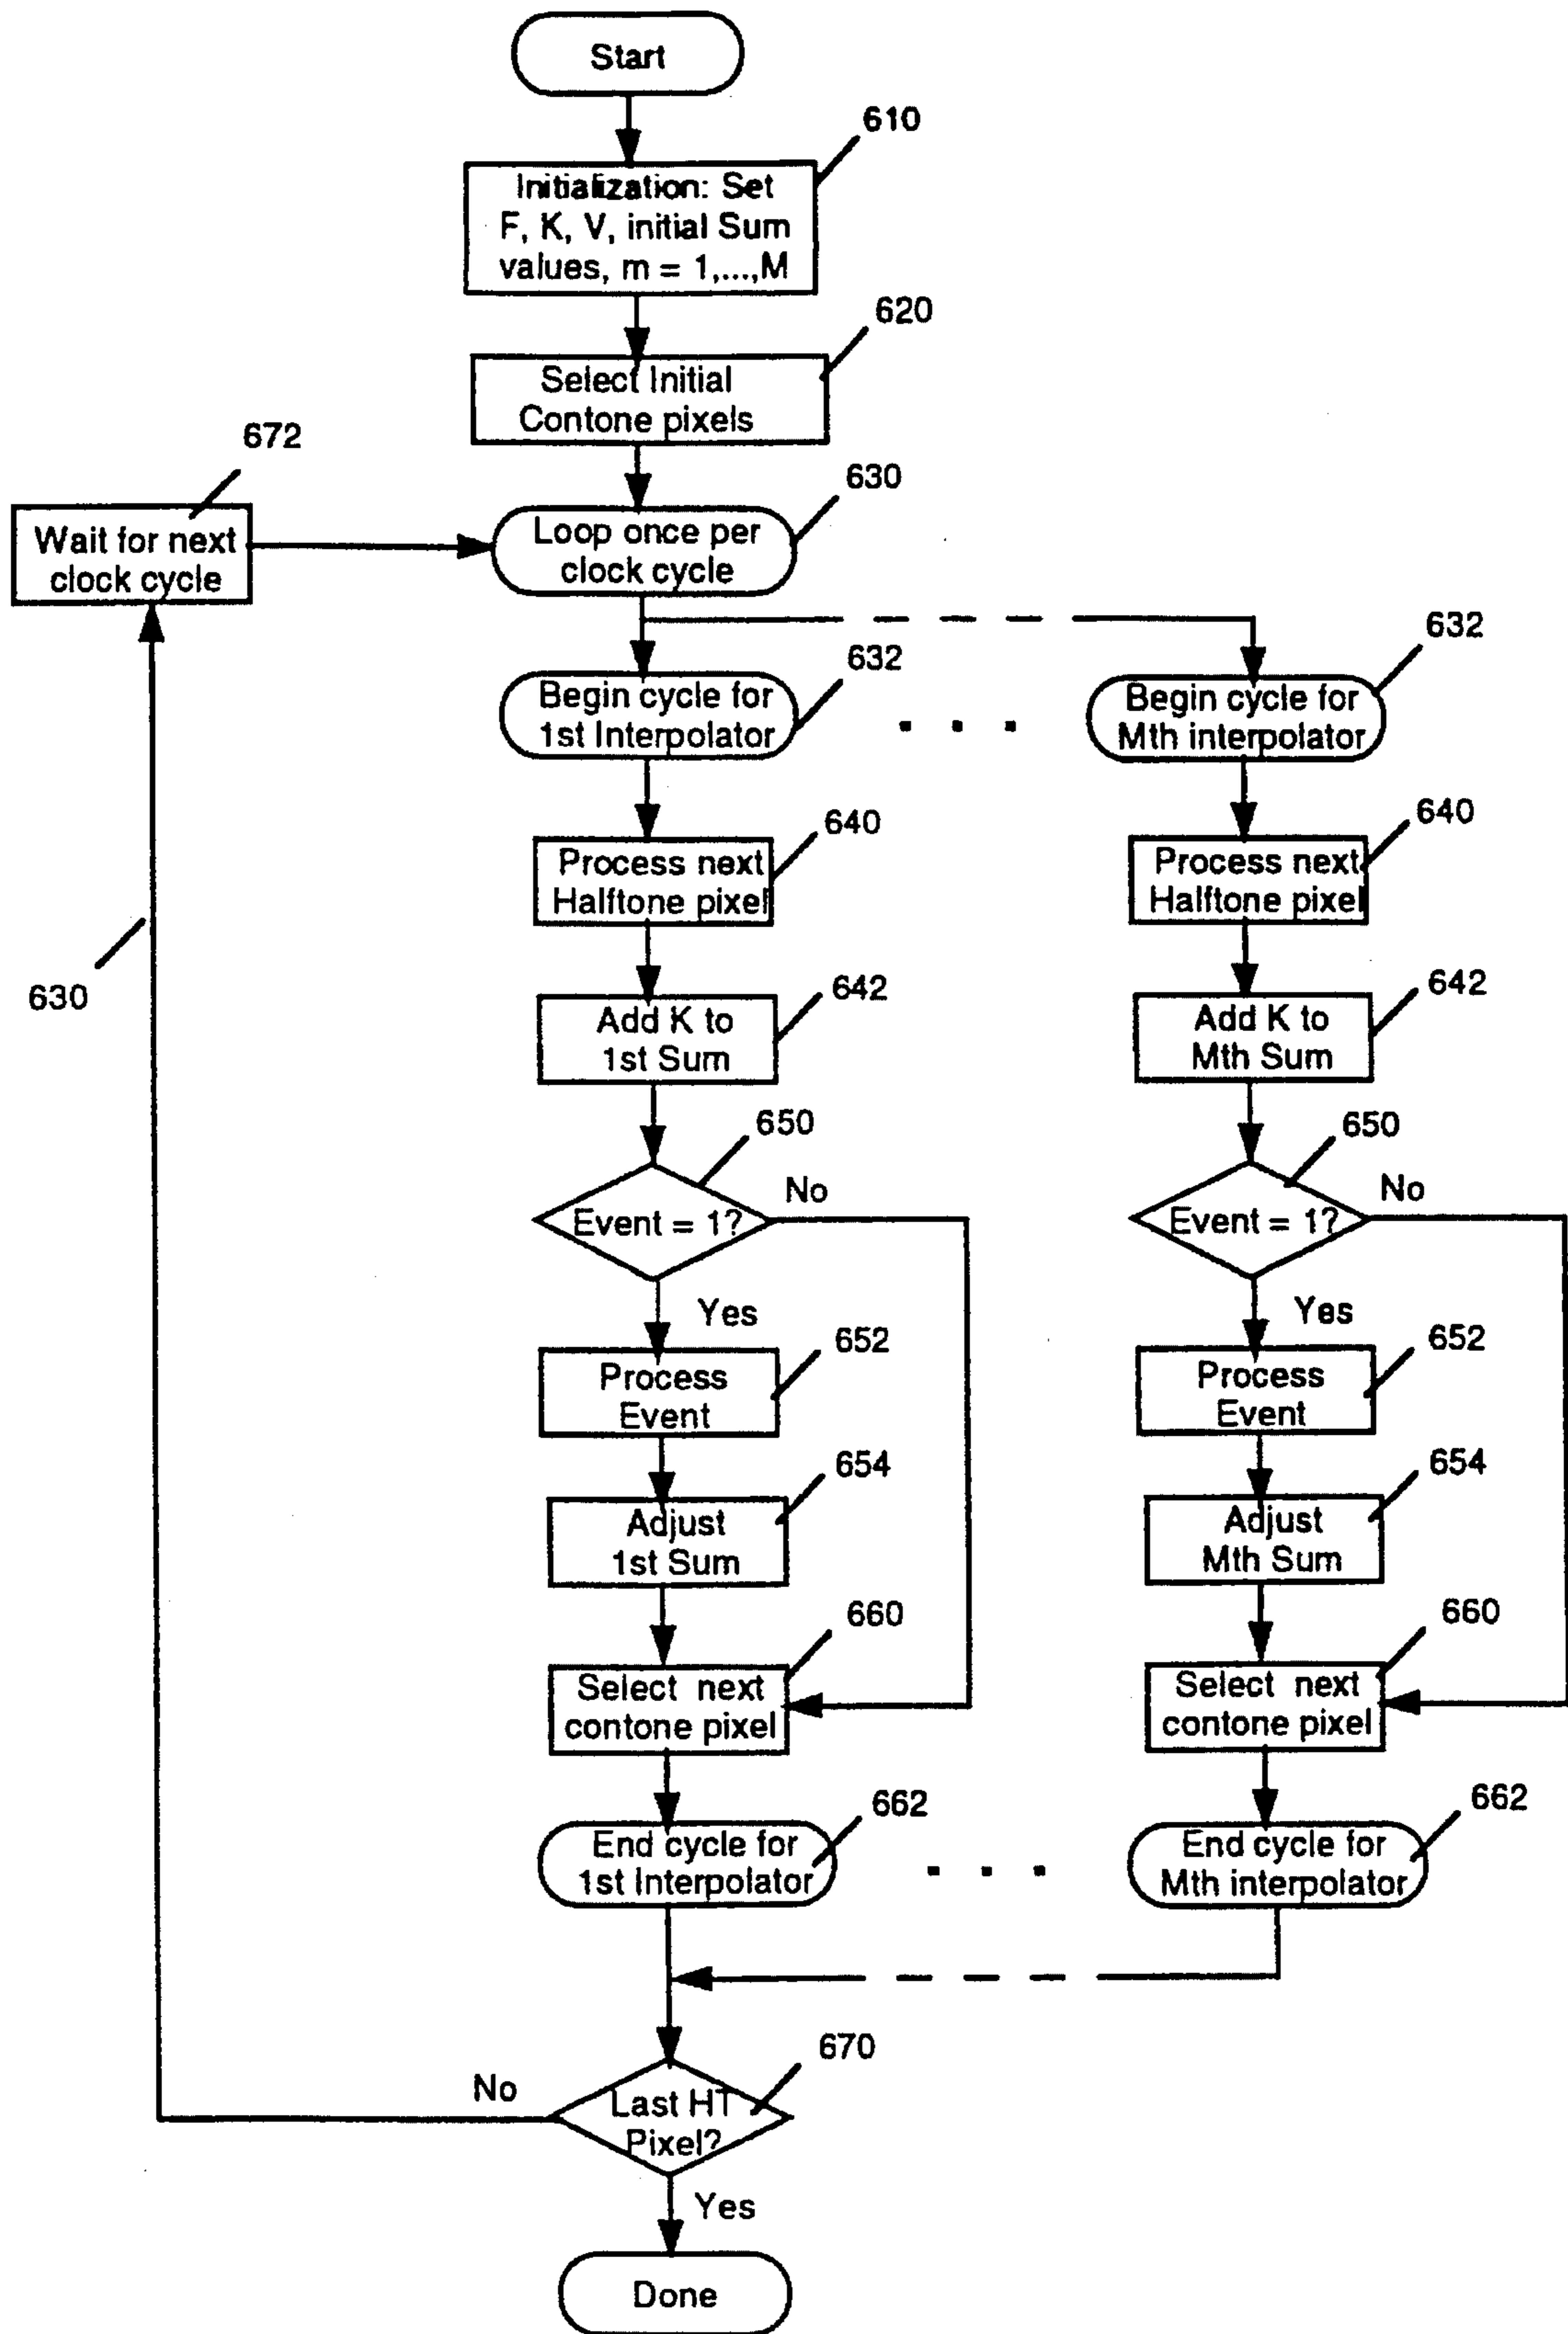 Start
610
Initialization: Set
F, K, V, initial Sum
values, m = 1,...,M
620
Select Initial
Contone pixels
672
Wait for next
clock cycle
630
Loop once per
clock cycle
632
Begin cycle for
1st Interpolator
. . .
632
Begin cycle for
Mth interpolator
640
Process next
Halftone pixel
640
Process next
Halftone pixel
630
642
Add K to
1st Sum
642
Add K to
Mth Sum
650
Event = 1?
No
650
Event = 1?
No
Yes
Yes
652
Process
Event
652
Process
Event
654
Adjust
1st Sum
654
Adjust
Mth Sum
660
Select next
contone pixel
660
Select next
contone pixel
662
End cycle for
1st Interpolator
. . .
662
End cycle for
Mth interpolator
670
Last HT
Pixel?
No
Yes
Done